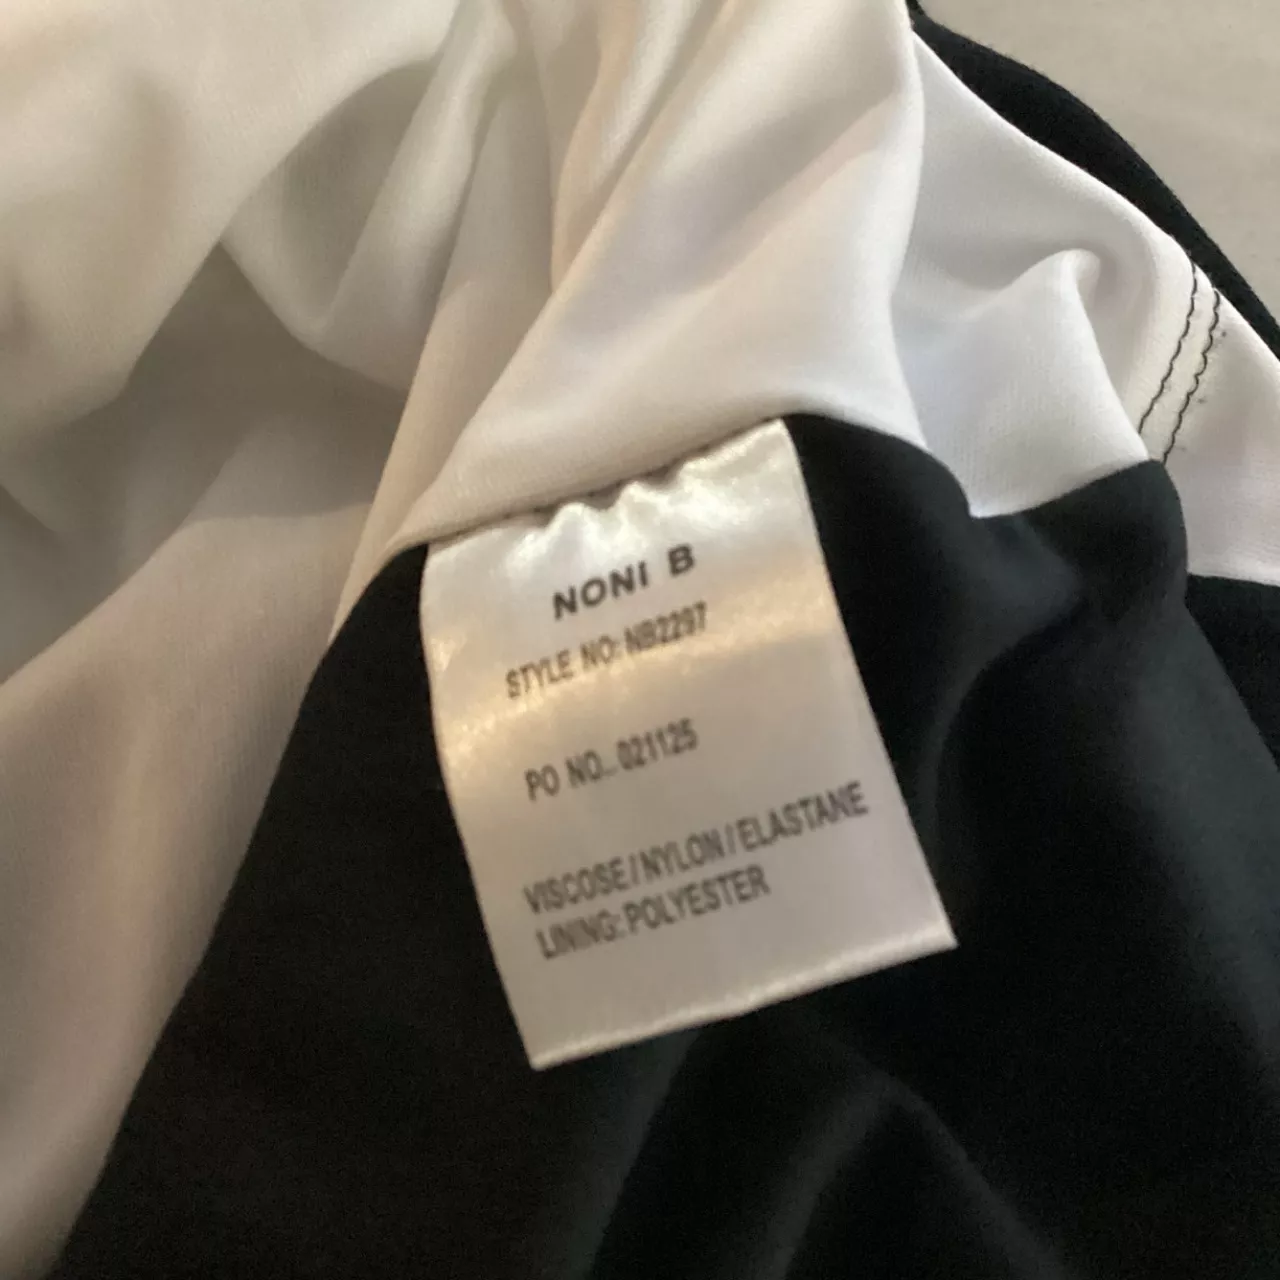 NONI B
STYLE NO: NB2297
PO NO.. 021125
VISCOSE / NYLON / ELASTANE
LINING: POLYESTER